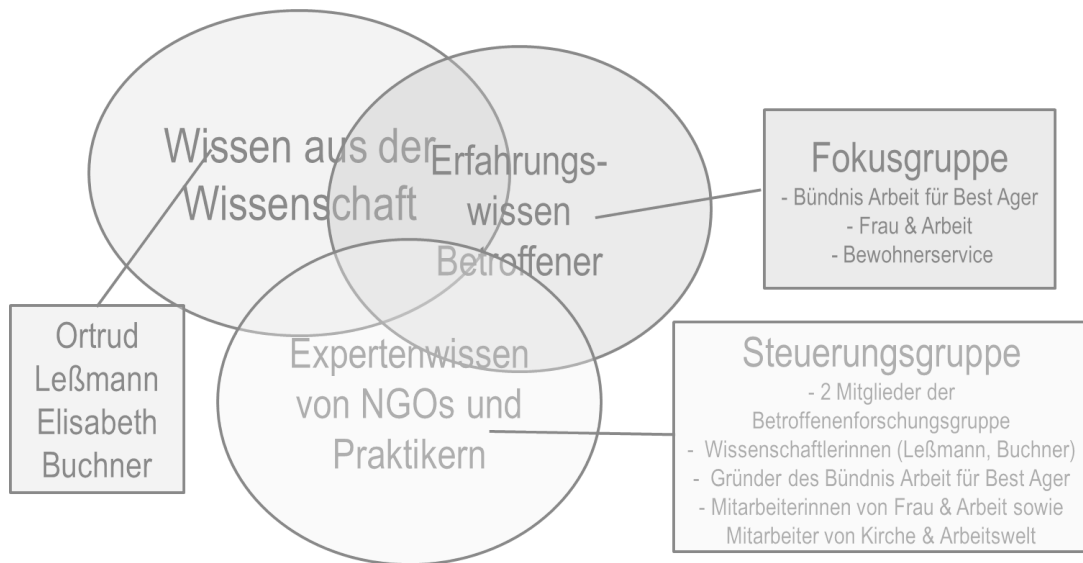 Wissen aus der
Wissenschaft
Erfahrungs-
wissen
Betroffener
Expertenwissen
von NGOs und
Praktikern
Ortrud
Leßmann
Elisabeth
Buchner
Fokusgruppe
- Bündnis Arbeit für Best Ager
- Frau & Arbeit
- Bewohnerservice
Steuerungsgruppe
- 2 Mitglieder der
Betroffenenforschungsgruppe
- Wissenschaftlerinnen (Leßmann, Buchner)
- Gründer des Bündnis Arbeit für Best Ager
- Mitarbeiterinnen von Frau & Arbeit sowie
Mitarbeiter von Kirche & Arbeitswelt